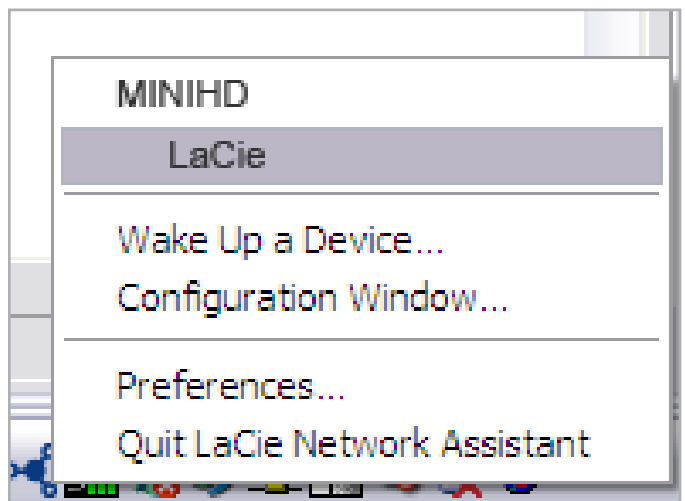 MINIHD
LaCie
Wake Up a Device...
Configuration Window...
Preferences...
Quit LaCie Network Assistant